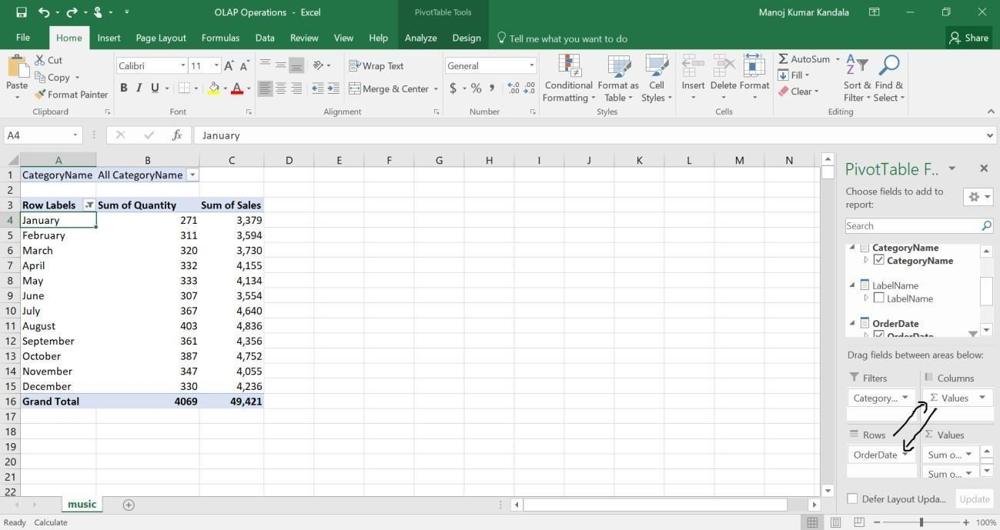 OLAP Operations - Excel
PivotTable Tools
Manoj Kumar Kandala
File Home Insert Page Layout Formulas Data Review View Help Analyze Design Tell me what you want to do Share
Paste
Cut
Copy
Format Painter
Clipboard
Calibri 11
B I U
Font
Wrap Text
Merge & Center
Alignment
General
$ % ,
Number
Conditional Formatting
Format as Table
Cell Styles
Styles
Insert Delete Format
Cells
AutoSum
Fill
Clear
Sort & Filter
Find & Select
Editing
A4 fx January
A B C D E F G H I J K L M N
1 CategoryName All CategoryName
2
3 Row Labels Sum of Quantity Sum of Sales
4 January 271 3,379
5 February 311 3,594
6 March 320 3,730
7 April 332 4,155
8 May 333 4,134
9 June 307 3,554
10 July 367 4,640
11 August 403 4,836
12 September 361 4,356
13 October 387 4,752
14 November 347 4,055
15 December 330 4,236
16 Grand Total 4069 49,421
17
18
19
20
21
22
PivotTable F..
Choose fields to add to
report:
Search
CategoryName
CategoryName
LabelName
LabelName
OrderDate
OrderDate
Drag fields between areas below:
Filters Columns
Category... Σ Values
Rows Σ Values
OrderDate Sum o...
Sum o...
Defer Layout Upda... Update
music
Ready Calculate 100%